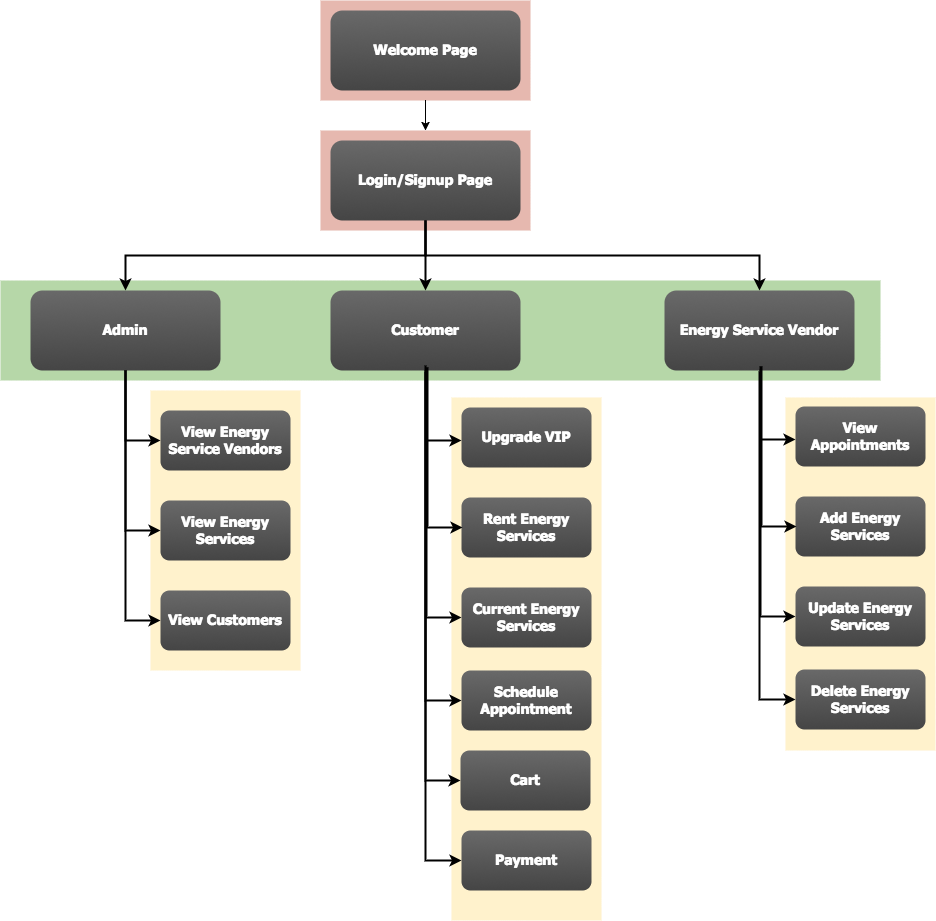 Welcome Page
Login/Signup Page
Admin
Customer
Energy Service Vendor
View Energy
Service Vendors
View Energy
Services
View Customers
Upgrade VIP
Rent Energy
Services
Current Energy
Services
Schedule
Appointment
Cart
Payment
View
Appointments
Add Energy
Services
Update Energy
Services
Delete Energy
Services